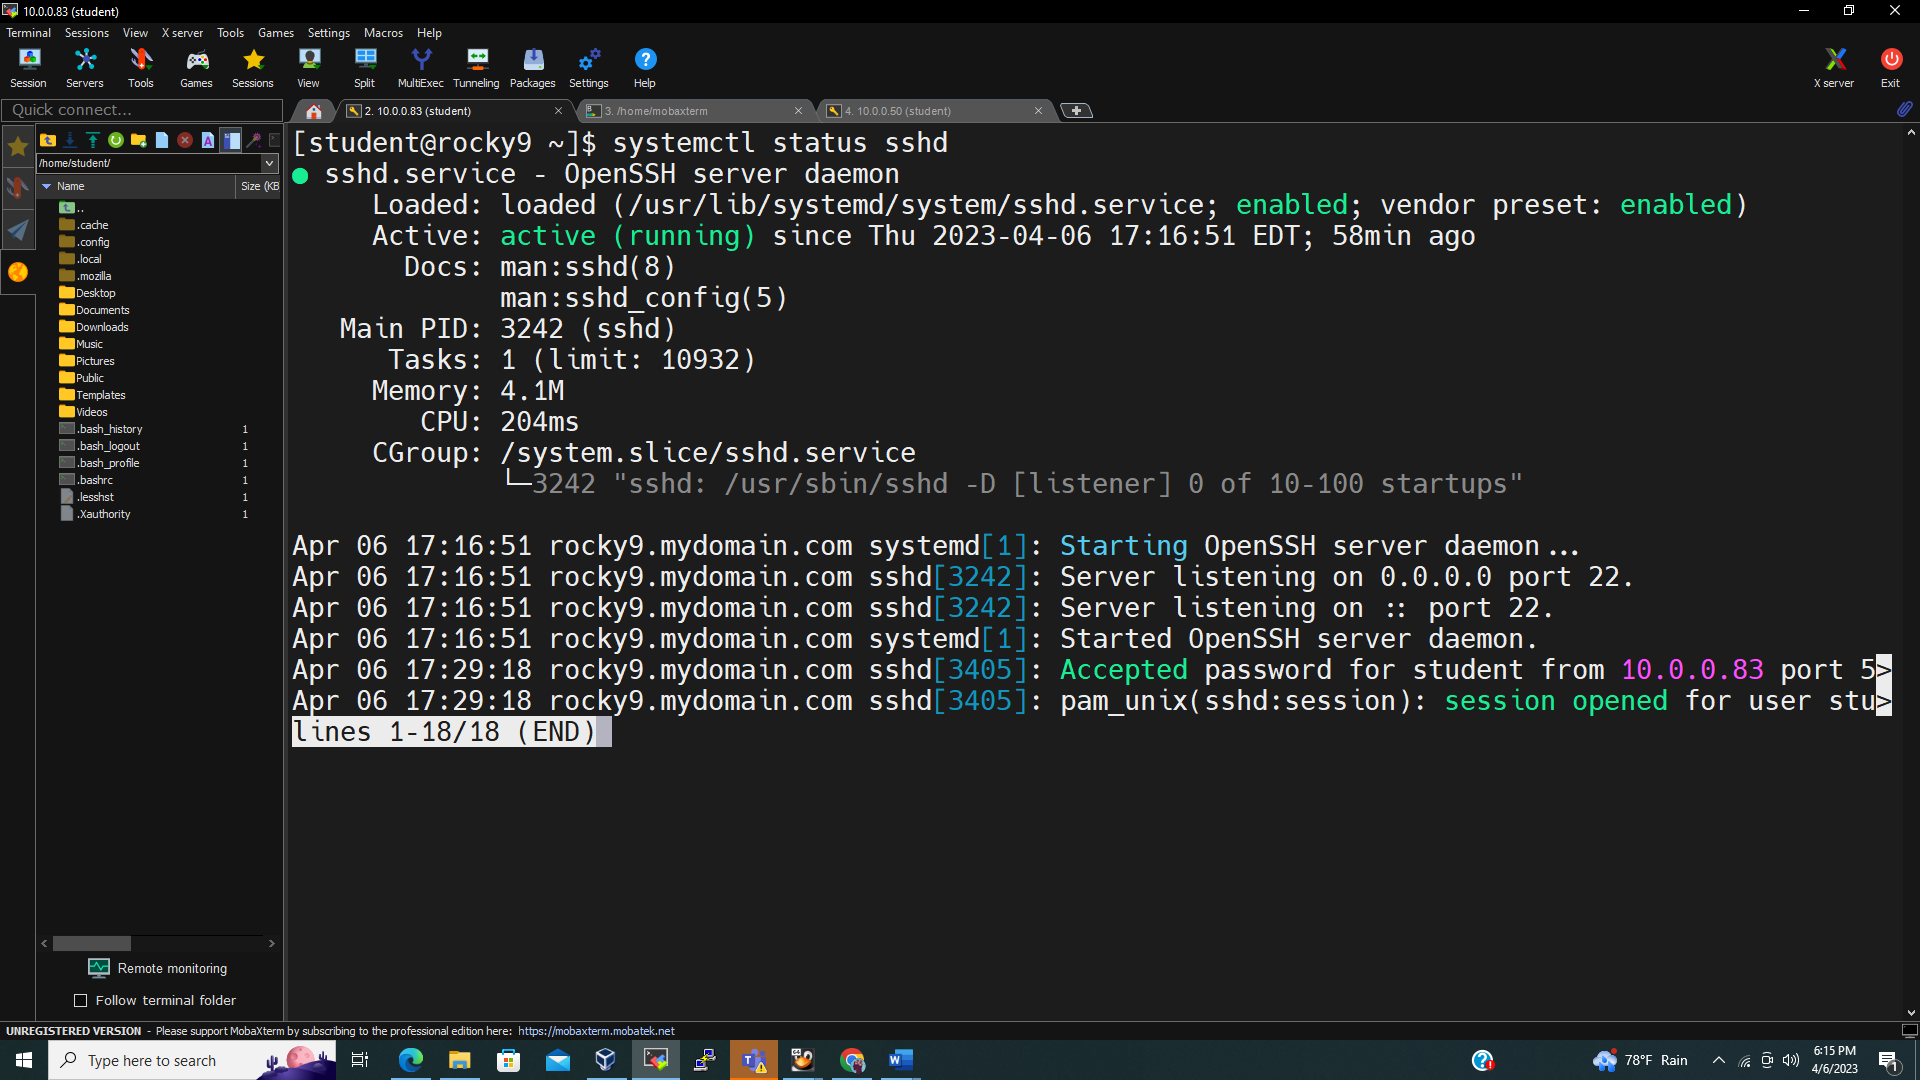 10.0.0.83 (student)
Terminal Sessions View X server Tools Games Settings Macros Help
Session Servers Tools Games Sessions View Split MultiExec Tunneling Packages Settings Help X server Exit
Quick connect...
2. 10.0.0.83 (student)
3. /home/mobaxterm
4. 10.0.0.50 (student)
/home/student/
Name Size (KB
..
.cache
.config
.local
.mozilla
Desktop
Documents
Downloads
Music
Pictures
Public
Templates
Videos
.bash_history 1
.bash_logout 1
.bash_profile 1
.bashrc 1
.lesshst 1
.Xauthority 1
Remote monitoring
Follow terminal folder
[student@rocky9 ~]$ systemctl status sshd
● sshd.service - OpenSSH server daemon
Loaded: loaded (/usr/lib/systemd/system/sshd.service; enabled; vendor preset: enabled)
Active: active (running) since Thu 2023-04-06 17:16:51 EDT; 58min ago
Docs: man:sshd(8)
man:sshd_config(5)
Main PID: 3242 (sshd)
Tasks: 1 (limit: 10932)
Memory: 4.1M
CPU: 204ms
CGroup: /system.slice/sshd.service
└─3242 "sshd: /usr/sbin/sshd -D [listener] 0 of 10-100 startups"
Apr 06 17:16:51 rocky9.mydomain.com systemd[1]: Starting OpenSSH server daemon...
Apr 06 17:16:51 rocky9.mydomain.com sshd[3242]: Server listening on 0.0.0.0 port 22.
Apr 06 17:16:51 rocky9.mydomain.com sshd[3242]: Server listening on :: port 22.
Apr 06 17:16:51 rocky9.mydomain.com systemd[1]: Started OpenSSH server daemon.
Apr 06 17:29:18 rocky9.mydomain.com sshd[3405]: Accepted password for student from 10.0.0.83 port 5>
Apr 06 17:29:18 rocky9.mydomain.com sshd[3405]: pam_unix(sshd:session): session opened for user stu>
lines 1-18/18 (END)
UNREGISTERED VERSION - Please support MobaXterm by subscribing to the professional edition here: https://mobaxterm.mobatek.net
Type here to search
78°F Rain
6:15 PM
4/6/2023
1